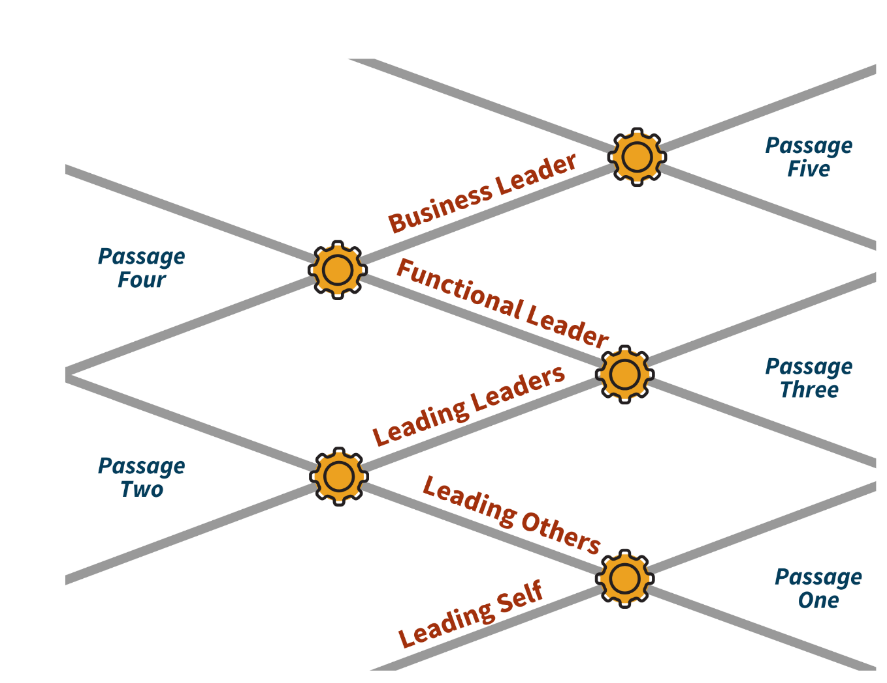 Passage
Five
Business Leader
Passage
Four
Functional Leader
Passage
Three
Leading Leaders
Passage
Two
Leading Others
Passage
One
Leading Self